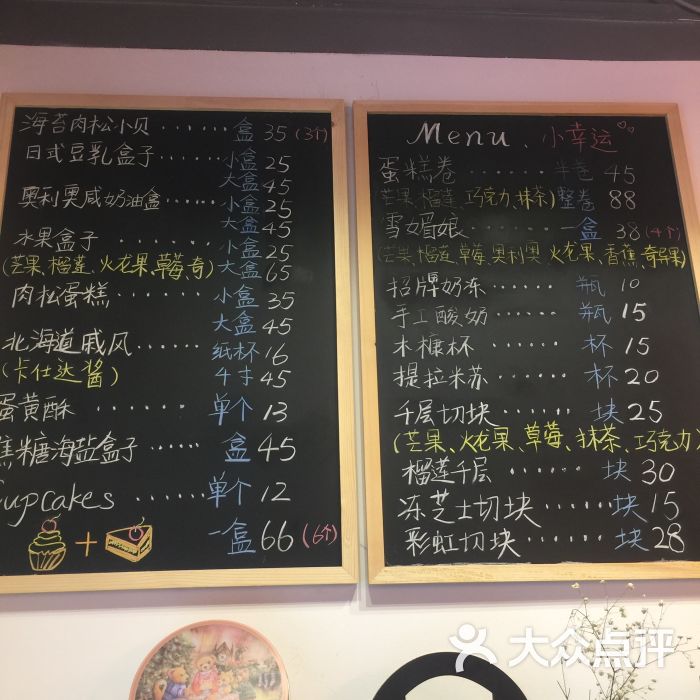 海苔肉松小贝......盒 35 (3个)
日式豆乳盒子... 小盒 25
大盒 45
奥利奥咸奶油盒... 小盒 25
大盒 45
水果盒子....... 小盒 25
(芒果、榴莲、火龙果、草莓、奇) 大盒 65
肉松蛋糕...... 小盒 35
大盒 45
北海道戚风...... 纸杯 16
(卡仕达酱) 4寸 45
蛋黄酥...... 单个 13
焦糖海盐盒子.... 盒 45
Cupcakes...... 单个 12
+ 一盒 66 (6个)
Menu、小幸运
蛋糕卷...... 半卷 45
(芒果、榴莲、巧克力、抹茶) 整卷 88
雪媚娘...... 一盒 38 (4个)
(芒果、榴莲、草莓、奥利奥、火龙果、香蕉、奇异果)
招牌奶冻...... 瓶 10
手工酸奶...... 瓶 15
木糠杯...... 杯 15
提拉米苏...... 杯 20
千层切块...... 块 25
(芒果、火龙果、草莓、抹茶、巧克力)
榴莲千层...... 块 30
冻芝士切块.... 块 15
彩虹切块...... 块 28
大众点评